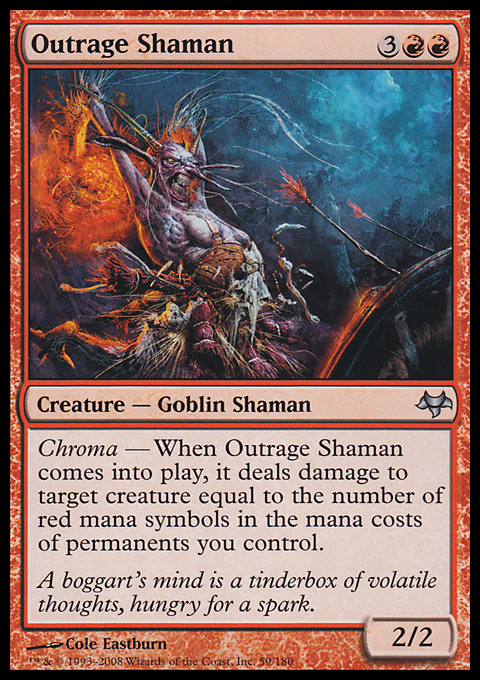 Outrage Shaman 3
Creature — Goblin Shaman
Chroma — When Outrage Shaman
comes into play, it deals damage to
target creature equal to the number of
red mana symbols in the mana costs
of permanents you control.
A boggart's mind is a tinderbox of volatile
thoughts, hungry for a spark.
Cole Eastburn
2/2
™ & © 1993–2008 Wizards of the Coast, Inc. 59/180